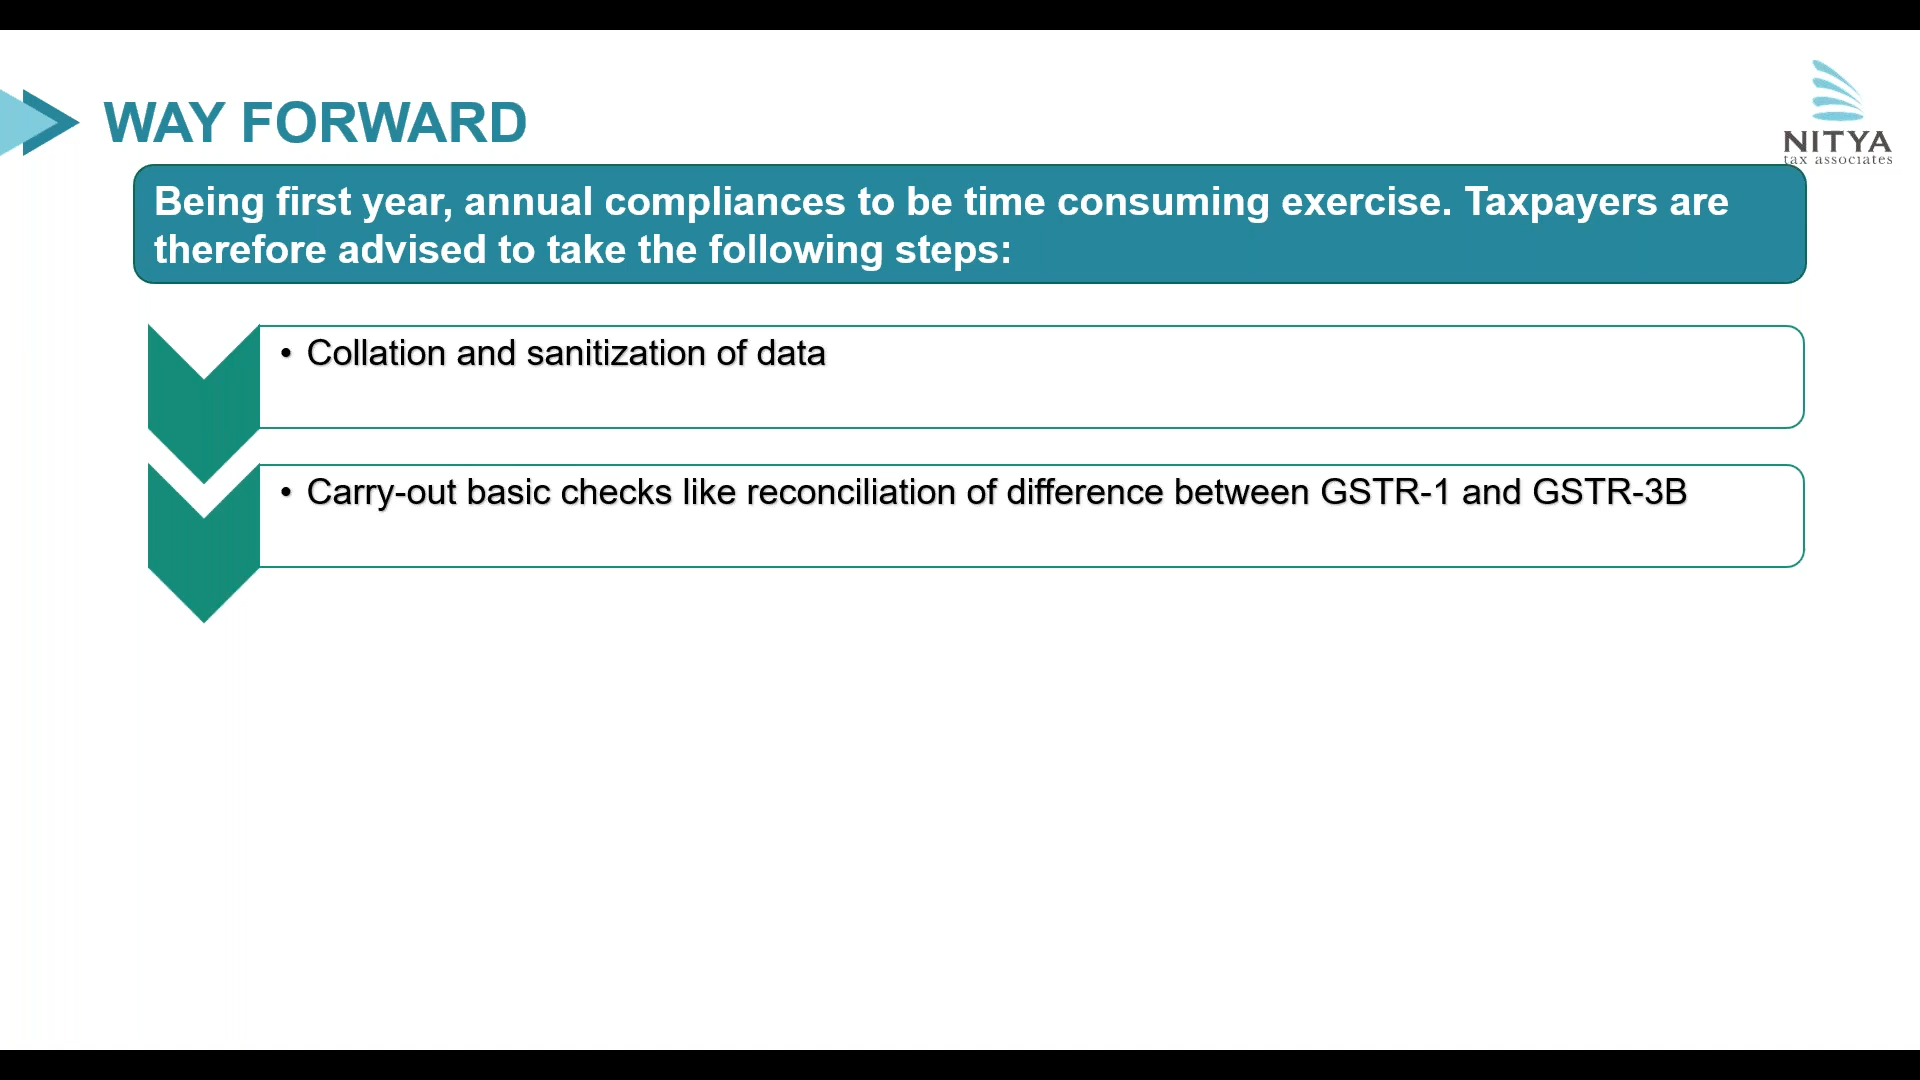 WAY FORWARD
NITYA
tax associates
Being first year, annual compliances to be time consuming exercise. Taxpayers are
therefore advised to take the following steps:
• Collation and sanitization of data
• Carry-out basic checks like reconciliation of difference between GSTR-1 and GSTR-3B